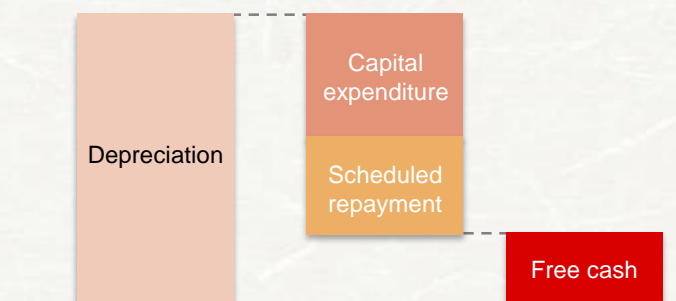 Capital
expenditure
Depreciation
Scheduled
repayment
Free cash